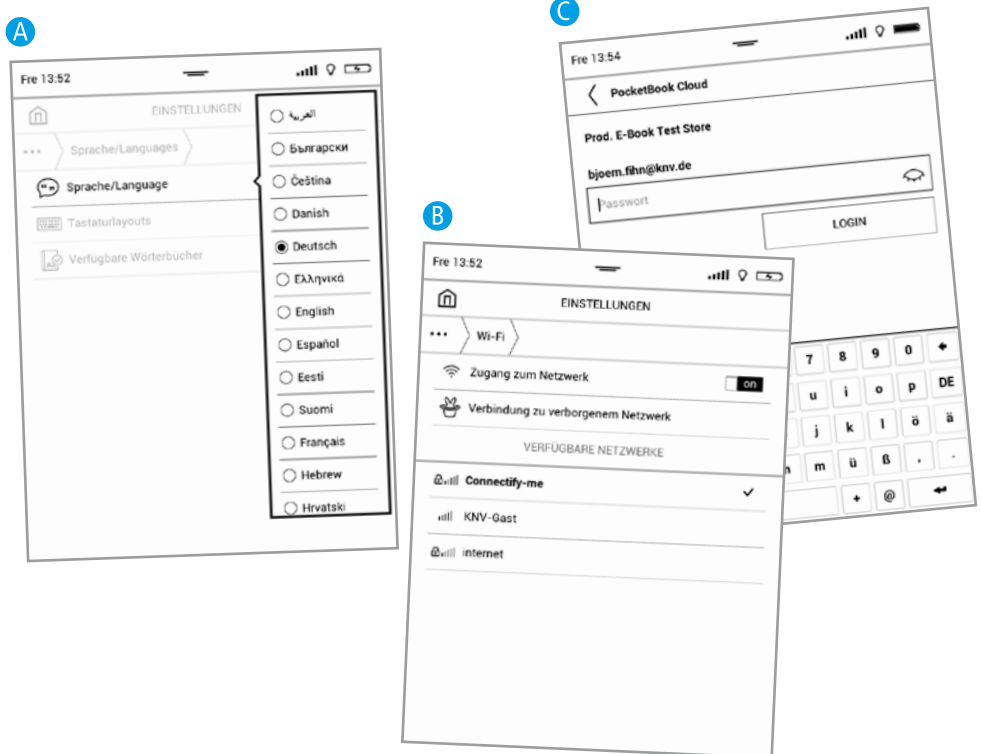 A
Fre 13:52
EINSTELLUNGEN
Sprache/Languages
Sprache/Language
Tastaturlayouts
Verfügbare Wörterbücher
العربية
Български
Čeština
Danish
Deutsch
Ελληνικά
English
Español
Eesti
Suomi
Français
Hebrew
Hrvatski
B
Fre 13:52
EINSTELLUNGEN
Wi-Fi
Zugang zum Netzwerk
on
Verbindung zu verborgenem Netzwerk
VERFÜGBARE NETZWERKE
Connectify-me
KNV-Gast
internet
C
Fre 13:54
PocketBook Cloud
Prod. E-Book Test Store
bjoern.fihn@knv.de
Passwort
LOGIN
7 8 9 0
u i o p DE
j k l ö ä
m ü ß . .
+ @